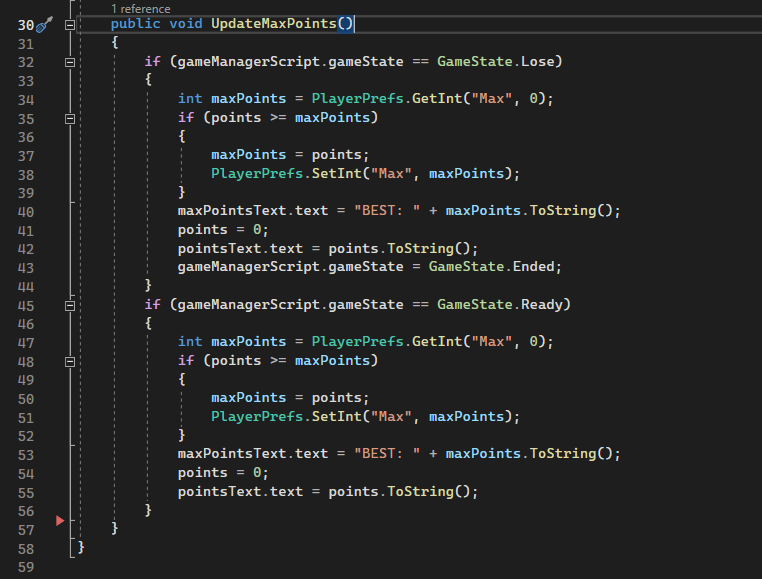 1 reference
30 public void UpdateMaxPoints()
31 {
32 if (gameManagerScript.gameState == GameState.Lose)
33 {
34 int maxPoints = PlayerPrefs.GetInt("Max", 0);
35 if (points >= maxPoints)
36 {
37 maxPoints = points;
38 PlayerPrefs.SetInt("Max", maxPoints);
39 }
40 maxPointsText.text = "BEST: " + maxPoints.ToString();
41 points = 0;
42 pointsText.text = points.ToString();
43 gameManagerScript.gameState = GameState.Ended;
44 }
45 if (gameManagerScript.gameState == GameState.Ready)
46 {
47 int maxPoints = PlayerPrefs.GetInt("Max", 0);
48 if (points >= maxPoints)
49 {
50 maxPoints = points;
51 PlayerPrefs.SetInt("Max", maxPoints);
52 }
53 maxPointsText.text = "BEST: " + maxPoints.ToString();
54 points = 0;
55 pointsText.text = points.ToString();
56 }
57 }
58 }
59